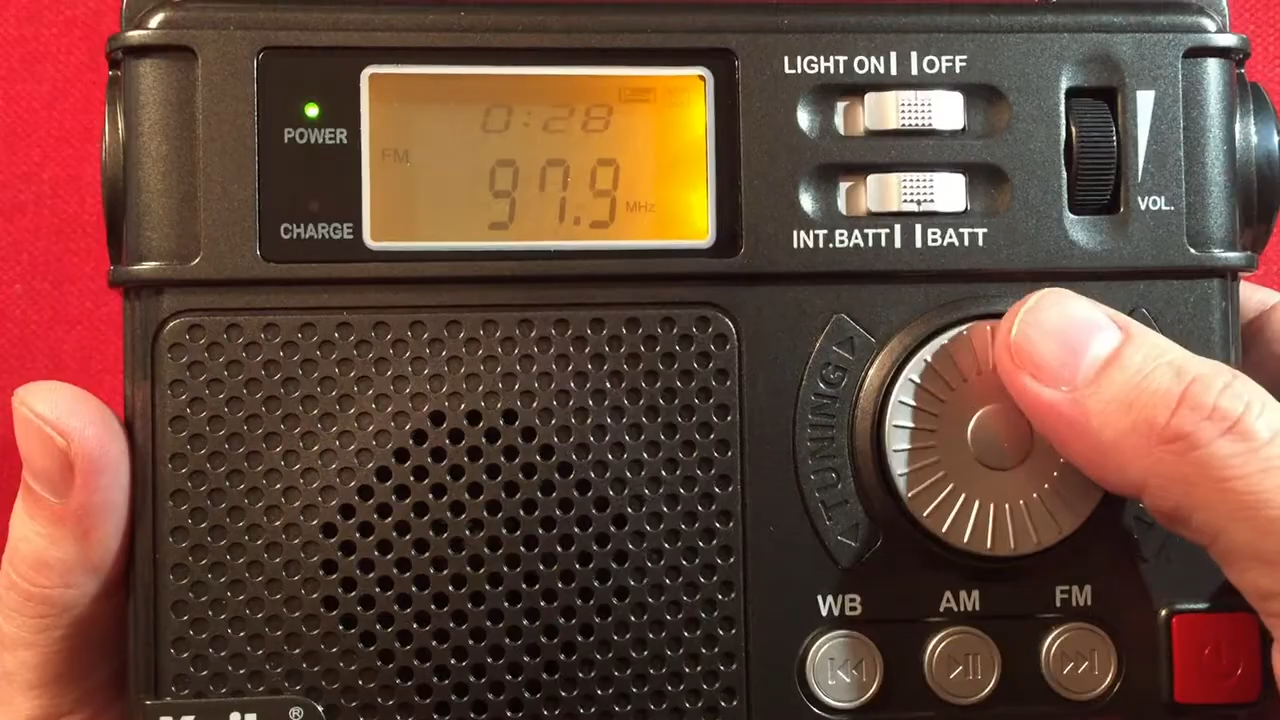 LIGHT ON OFF
0:28
POWER
FM
97.9 MHz
VOL.
CHARGE
INT.BATT BATT
TUNING
WB AM FM